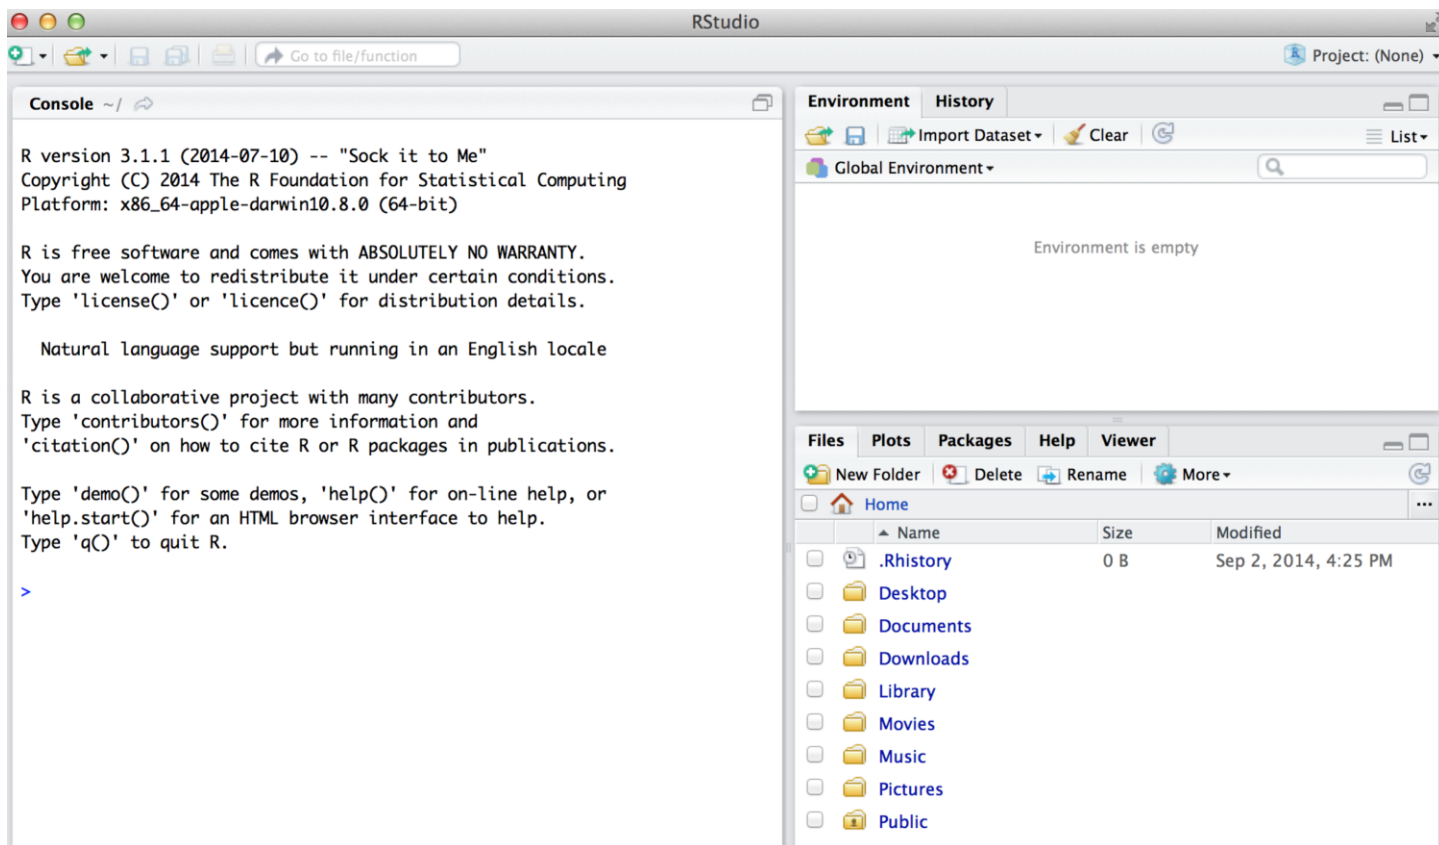 RStudio
Go to file/function
Project: (None)
Console ~/
R version 3.1.1 (2014-07-10) -- "Sock it to Me"
Copyright (C) 2014 The R Foundation for Statistical Computing
Platform: x86_64-apple-darwin10.8.0 (64-bit)
R is free software and comes with ABSOLUTELY NO WARRANTY.
You are welcome to redistribute it under certain conditions.
Type 'license()' or 'licence()' for distribution details.
Natural language support but running in an English locale
R is a collaborative project with many contributors.
Type 'contributors()' for more information and
'citation()' on how to cite R or R packages in publications.
Type 'demo()' for some demos, 'help()' for on-line help, or
'help.start()' for an HTML browser interface to help.
Type 'q()' to quit R.
>
Environment History
Import Dataset Clear List
Global Environment
Environment is empty
Files Plots Packages Help Viewer
New Folder Delete Rename More
Home ...
Name Size Modified
.Rhistory 0 B Sep 2, 2014, 4:25 PM
Desktop
Documents
Downloads
Library
Movies
Music
Pictures
Public